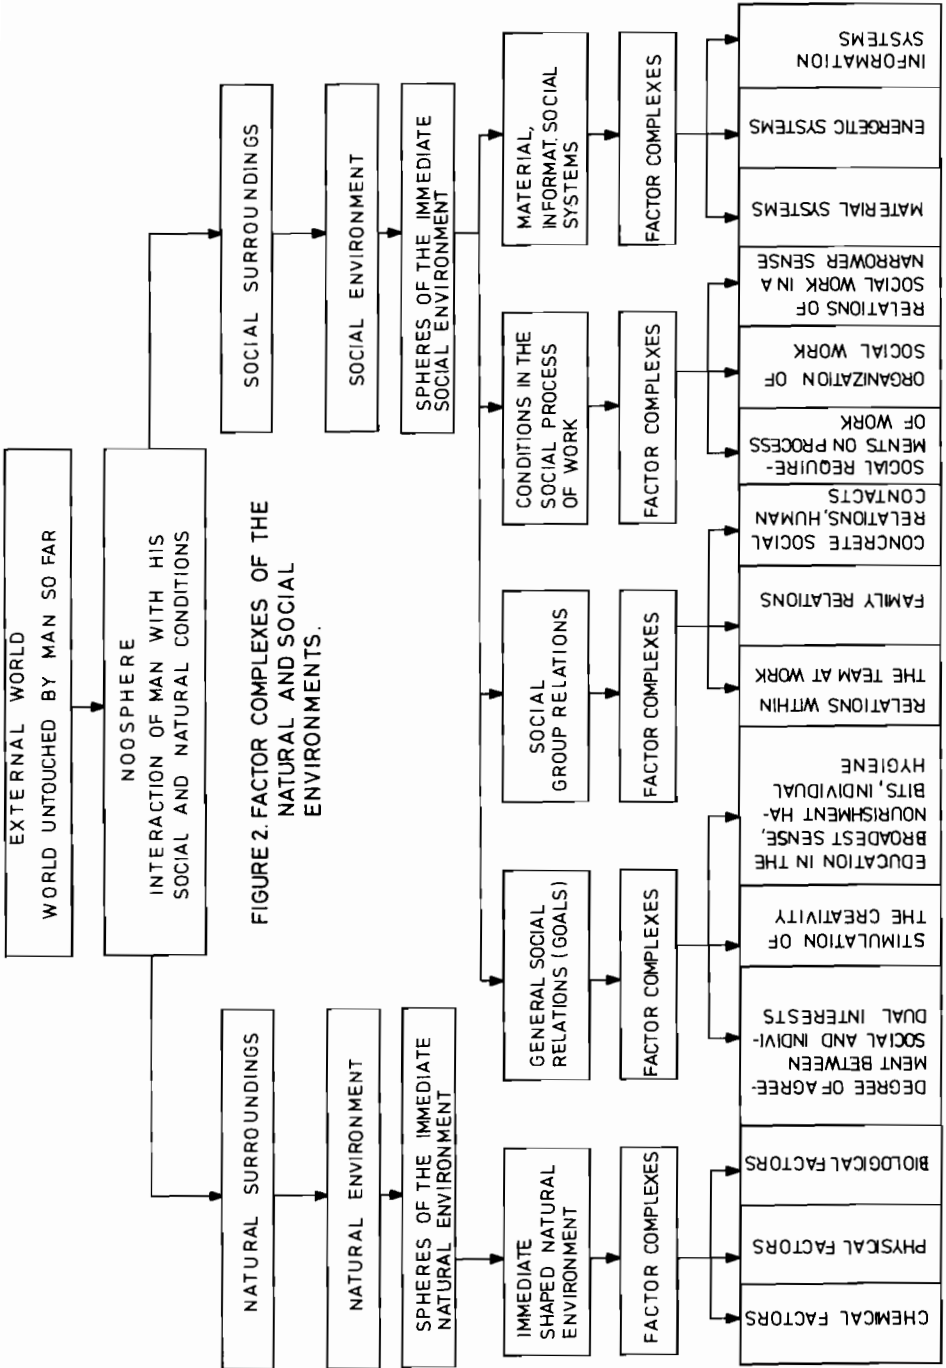 EXTERNAL WORLD
WORLD UNTOUCHED BY MAN SO FAR
NOOSPHERE
INTERACTION OF MAN WITH HIS
SOCIAL AND NATURAL CONDITIONS
FIGURE 2. FACTOR COMPLEXES OF THE
NATURAL AND SOCIAL
ENVIRONMENTS.
NATURAL SURROUNDINGS
SOCIAL SURROUNDINGS
NATURAL ENVIRONMENT
SOCIAL ENVIRONMENT
SPHERES OF THE IMMEDIATE
NATURAL ENVIRONMENT
SPHERES OF THE IMMEDIATE
SOCIAL ENVIRONMENT
IMMEDIATE
SHAPED NATURAL
ENVIRONMENT
GENERAL SOCIAL
RELATIONS (GOALS)
SOCIAL
GROUP RELATIONS
CONDITIONS IN THE
SOCIAL PROCESS
OF WORK
MATERIAL,
INFORMAT. SOCIAL
SYSTEMS
FACTOR COMPLEXES
FACTOR COMPLEXES
FACTOR COMPLEXES
FACTOR COMPLEXES
FACTOR COMPLEXES
CHEMICAL FACTORS
PHYSICAL FACTORS
BIOLOGICAL FACTORS
DEGREE OF AGREE-
MENT BETWEEN
SOCIAL AND INDIVI-
DUAL INTERESTS
STIMULATION OF
THE CREATIVITY
EDUCATION IN THE
BROADEST SENSE,
NOURISHMENT HA-
BITS, INDIVIDUAL
HYGIENE
RELATIONS WITHIN
THE TEAM AT WORK
FAMILY RELATIONS
CONCRETE SOCIAL
RELATIONS, HUMAN
CONTACTS
SOCIAL REQUIRE-
MENTS ON PROCESS
OF WORK
ORGANIZATION OF
SOCIAL WORK
RELATIONS OF
SOCIAL WORK IN A
NARROWER SENSE
MATERIAL SYSTEMS
ENERGETIC SYSTEMS
INFORMATION
SYSTEMS